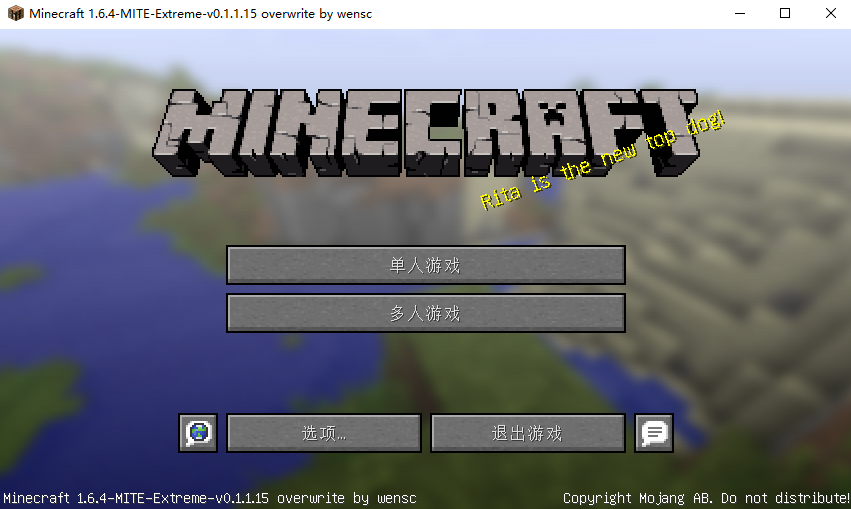 Minecraft 1.6.4-MITE-Extreme-v0.1.1.15 overwrite by wensc
MINECRAFT
Rita is the new top dog!
单人游戏
多人游戏
选项...
退出游戏
Minecraft 1.6.4-MITE-Extreme-v0.1.1.15 overwrite by wensc
Copyright Mojang AB. Do not distribute!